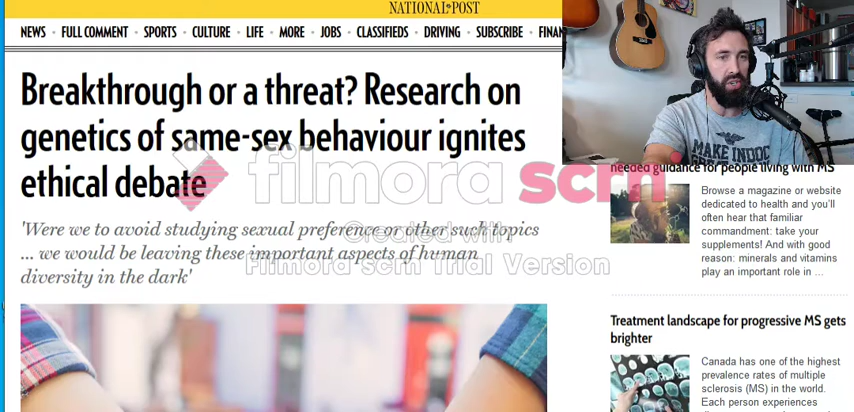 NATIONAL POST
NEWS • FULL COMMENT • SPORTS • CULTURE • LIFE • MORE • JOBS • CLASSIFIEDS • DRIVING • SUBSCRIBE • FINAN
Breakthrough or a threat? Research on
genetics of same-sex behaviour ignites
ethical debate
'Were we to avoid studying sexual preference or other such topics
... we would be leaving these important aspects of human
diversity in the dark'
filmora scrn
Created with
Filmora scrn Trial Version
MAKE INDOC
needed guidance for people living with MS
Browse a magazine or website
dedicated to health and you'll
often hear that familiar
commandment: take your
supplements! And with good
reason: minerals and vitamins
play an important role in ...
Treatment landscape for progressive MS gets
brighter
Canada has one of the highest
prevalence rates of multiple
sclerosis (MS) in the world.
Each person experiences